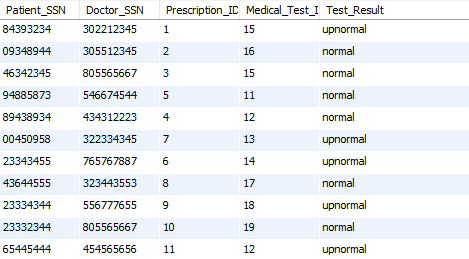 Patient_SSN Doctor_SSN Prescription_ID Medical_Test_I Test_Result
84393234 302212345 1 15 upnormal
09348944 305512345 2 16 normal
46342345 805565667 3 15 normal
94885873 546674544 5 11 normal
89438934 434312223 4 12 normal
00450958 322334345 7 13 upnormal
23343455 765767887 6 14 upnormal
43644555 323443553 8 17 normal
23334344 556777655 9 18 upnormal
23332344 805565667 10 19 normal
65445444 454565656 11 12 upnormal